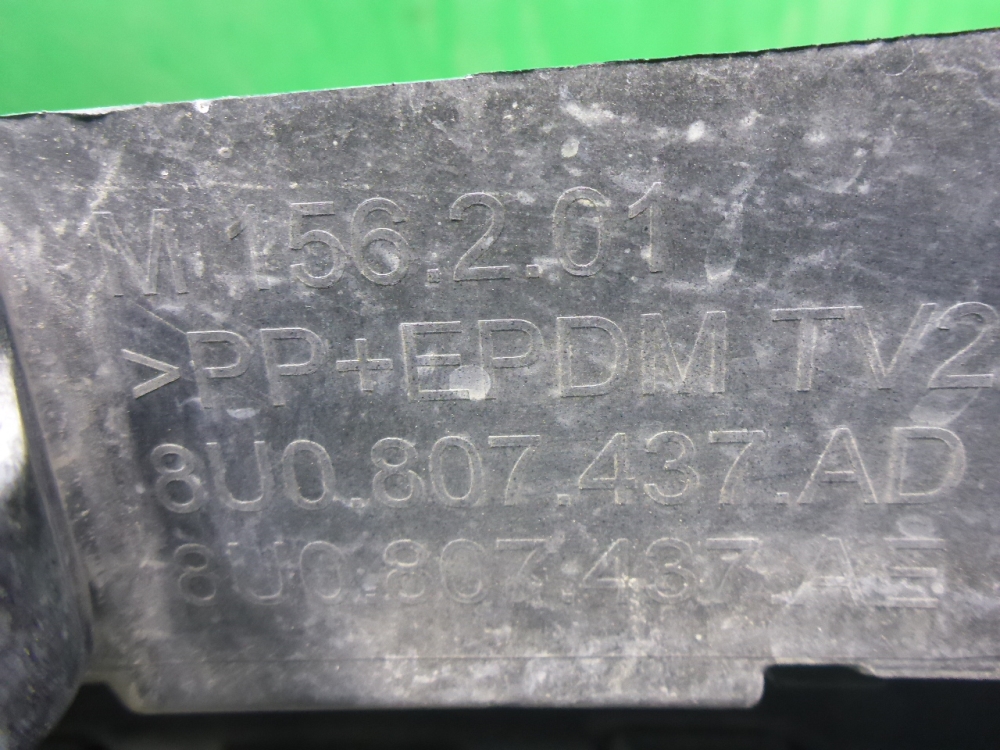 M 156.2.01
>PP+EPDM TV2
8U0.807.437.AD
8U0.807.437 AE